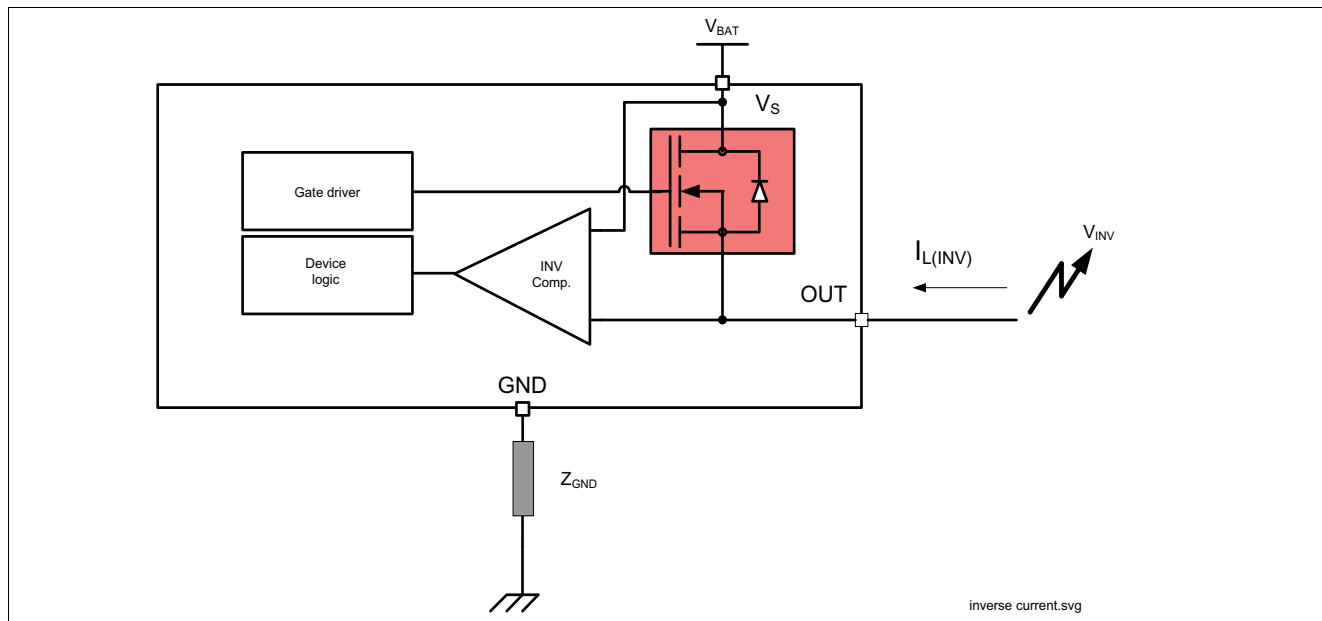 VBAT
VS
Gate driver
Device
logic
INV
Comp.
IL(INV)
VINV
OUT
GND
ZGND
inverse current.svg